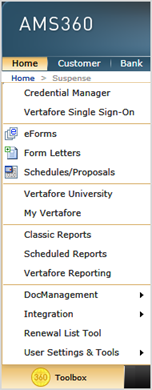 AMS360
Home Customer Bank
Home > Suspense
Credential Manager
Vertafore Single Sign-On
eForms
Form Letters
Schedules/Proposals
Vertafore University
My Vertafore
Classic Reports
Scheduled Reports
Vertafore Reporting
DocManagement
Integration
Renewal List Tool
User Settings & Tools
360 Toolbox